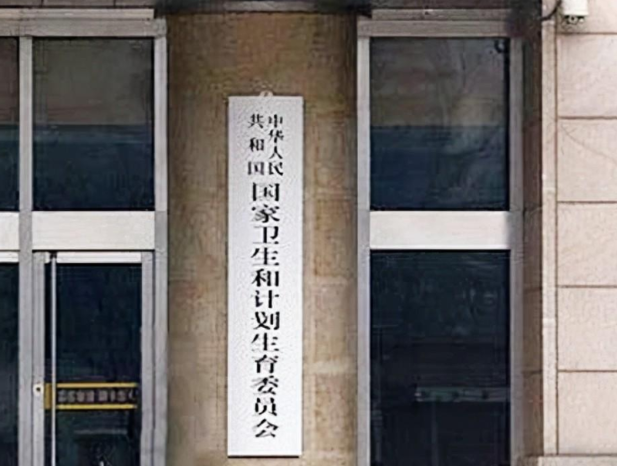 中华人民
共和国
国家卫生和计划生育委员会